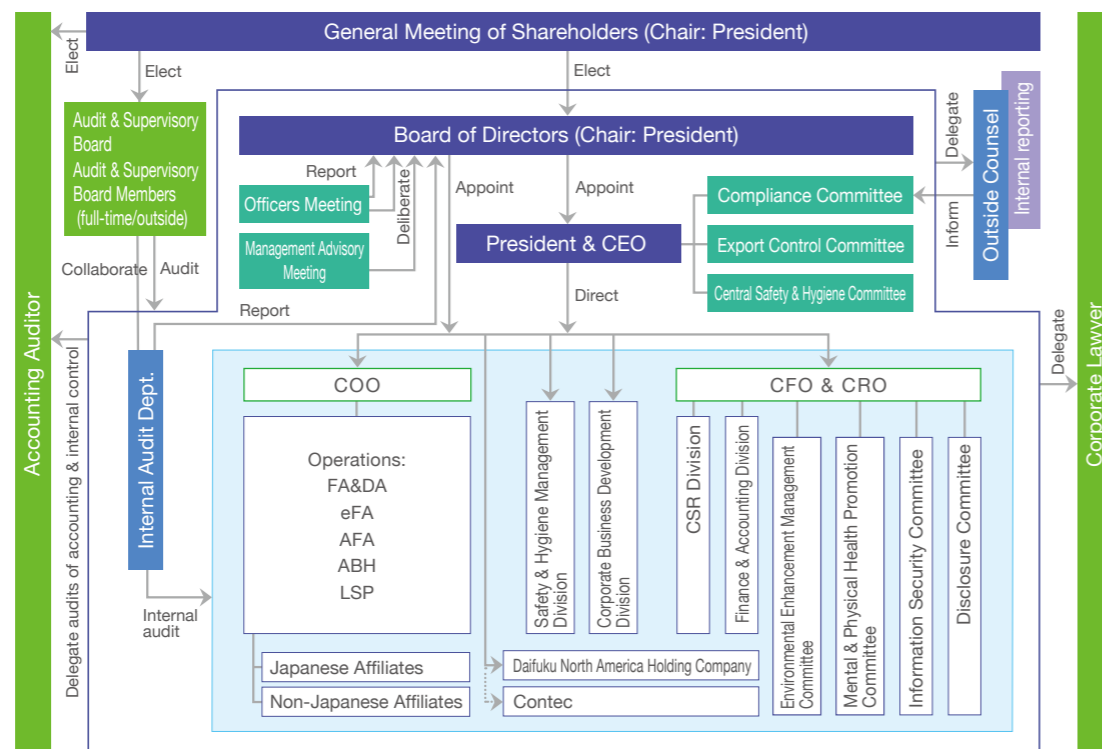 General Meeting of Shareholders (Chair: President)
Elect
Elect
Elect
Audit & Supervisory
Board
Audit & Supervisory
Board Members
(full-time/outside)
Board of Directors (Chair: President)
Delegate
Outside Counsel
Internal reporting
Inform
Report
Deliberate
Appoint
Appoint
Officers Meeting
Management Advisory
Meeting
President & CEO
Compliance Committee
Export Control Committee
Central Safety & Hygiene Committee
Collaborate
Audit
Report
Direct
Accounting Auditor
Delegate audits of accounting & internal control
Internal Audit Dept.
Internal
audit
Delegate
Corporate Lawyer
COO
Operations:
FA&DA
eFA
AFA
ABH
LSP
Japanese Affiliates
Non-Japanese Affiliates
Safety & Hygiene Management
Division
Corporate Business Development
Division
Daifuku North America Holding Company
Contec
CFO & CRO
CSR Division
Finance & Accounting Division
Environmental Enhancement Management
Committee
Mental & Physical Health Promotion
Committee
Information Security Committee
Disclosure Committee